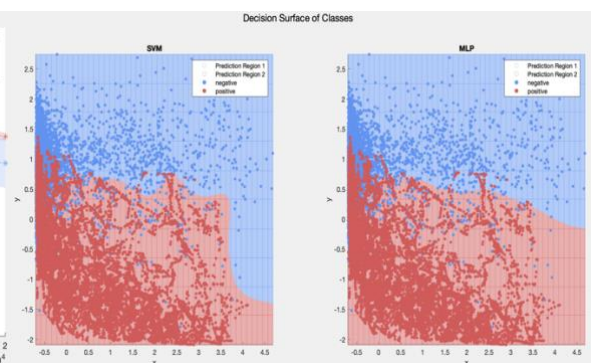 Decision Surface of Classes
SVM
Prediction Region 1
Prediction Region 2
negative
positive
2.5
2
1.5
1
0.5
0
-0.5
-1
-1.5
-2
y
-0.5 0 0.5 1 1.5 2 2.5 3 3.5 4 4.5
x
MLP
Prediction Region 1
Prediction Region 2
negative
positive
2.5
2
1.5
1
0.5
0
-0.5
-1
-1.5
-2
y
-0.5 0 0.5 1 1.5 2 2.5 3 3.5 4 4.5
x
2